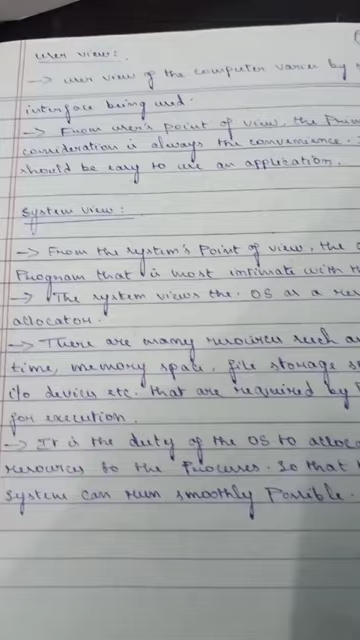 user view:
→ user view of the computer varies by
interface being used.
→ From user's point of view, the
consideration is always the convenience.
should be easy to use an application.
System view:
→ From the system's Point of view, the
Program that is most intimate with the
→ The system views the OS as a
allocator.
→ There are many resources such as
time, memory space, file storage
i/o devices etc. that are required by
for execution.
→ It is the duty of the OS to
resources to the Processes. So that
system can run smoothly Possible.